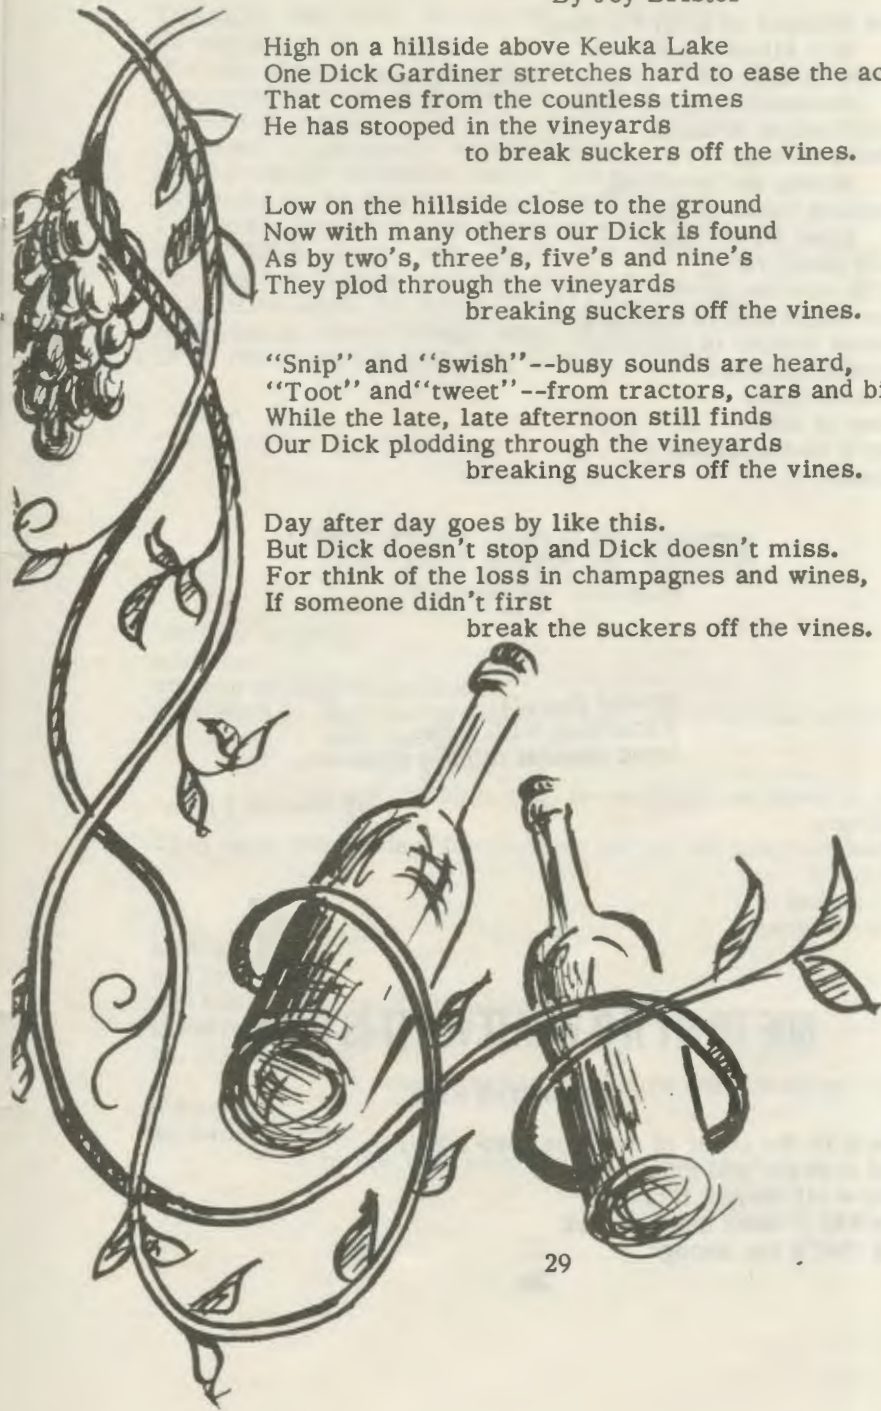 By Joy Brister
High on a hillside above Keuka Lake
One Dick Gardiner stretches hard to ease the ac
That comes from the countless times
He has stooped in the vineyards
to break suckers off the vines.
Low on the hillside close to the ground
Now with many others our Dick is found
As by two's, three's, five's and nine's
They plod through the vineyards
breaking suckers off the vines.
"Snip" and "swish"--busy sounds are heard,
"Toot" and"tweet"--from tractors, cars and bi
While the late, late afternoon still finds
Our Dick plodding through the vineyards
breaking suckers off the vines.
Day after day goes by like this.
But Dick doesn't stop and Dick doesn't miss.
For think of the loss in champagnes and wines,
If someone didn't first
break the suckers off the vines.
29